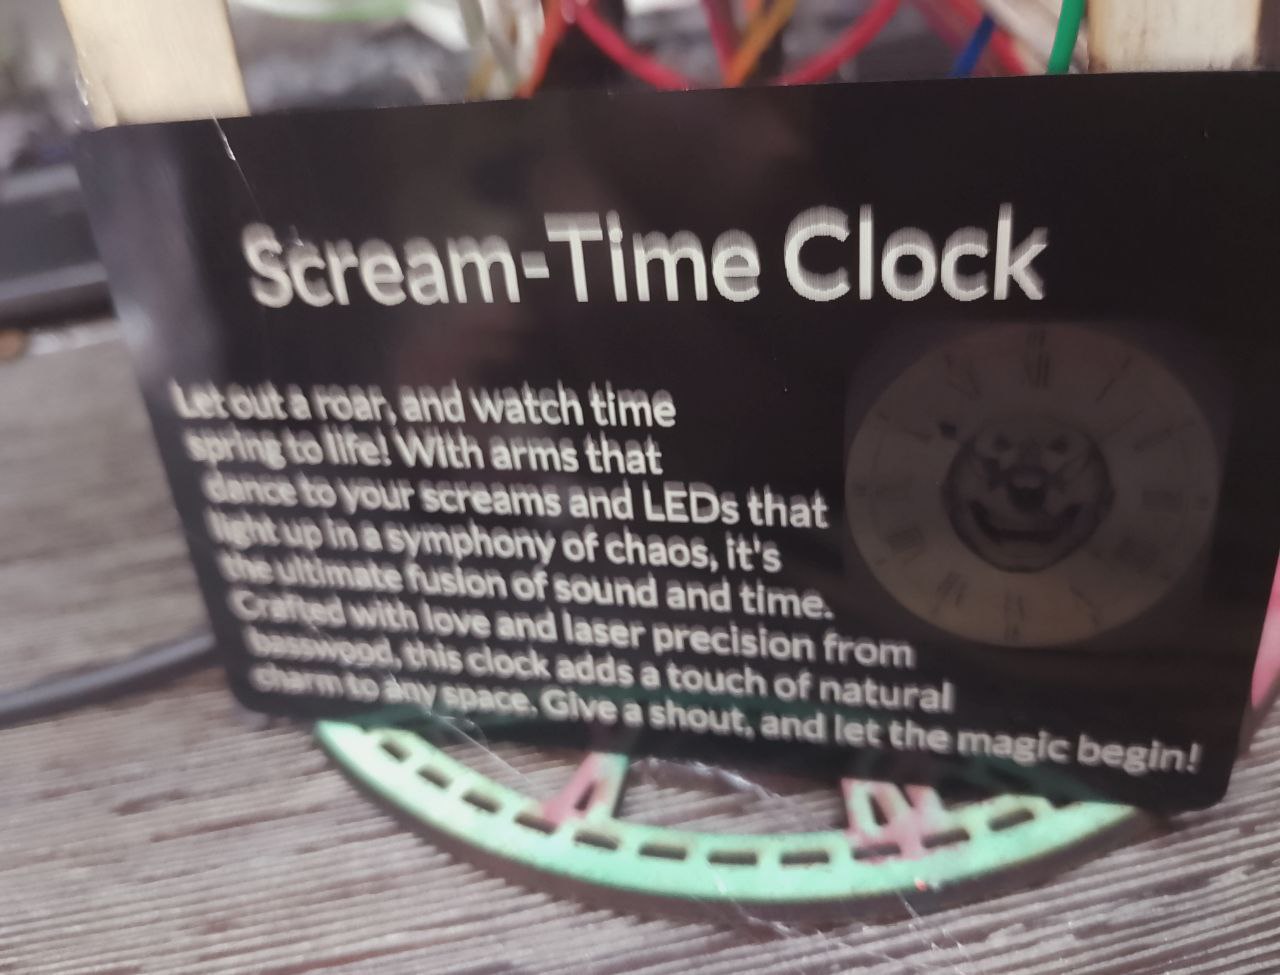 Scream-Time Clock
Let out a roar, and watch time
spring to life! With arms that
dance to your screams and LEDs that
light up in a symphony of chaos, it's
the ultimate fusion of sound and time.
Crafted with love and laser precision from
basswood, this clock adds a touch of natural
charm to any space. Give a shout, and let the magic begin!